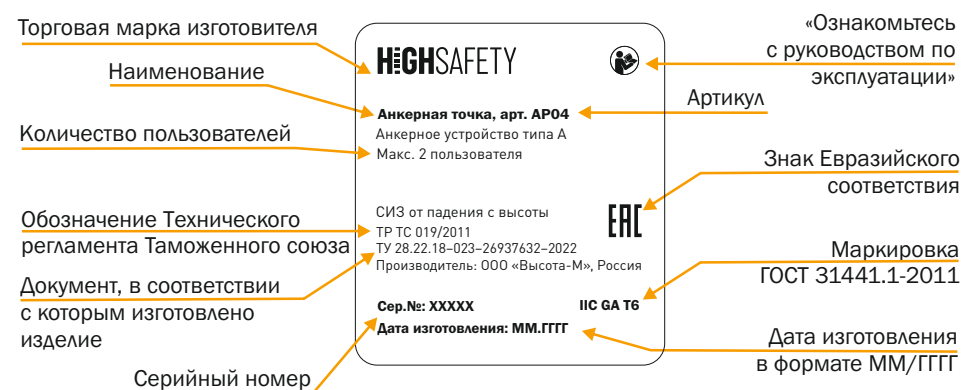 Торговая марка изготовителя
Наименование
Количество пользователей
Обозначение Технического
регламента Таможенного союза
Документ, в соответствии
с которым изготовлено
изделие
Серийный номер
HIGHSAFETY
Анкерная точка, арт. AP04
Анкерное устройство типа А
Макс. 2 пользователя
СИЗ от падения с высоты
ТР ТС 019/2011
ТУ 28.22.18–023–26937632–2022
Производитель: ООО «Высота-М», Россия
EAC
Сер.№: XXXXX
IIC GA T6
Дата изготовления: ММ.ГГГГ
«Ознакомьтесь
с руководством по
эксплуатации»
Артикул
Знак Евразийского
соответствия
Маркировка
ГОСТ 31441.1-2011
Дата изготовления
в формате ММ/ГГГГ